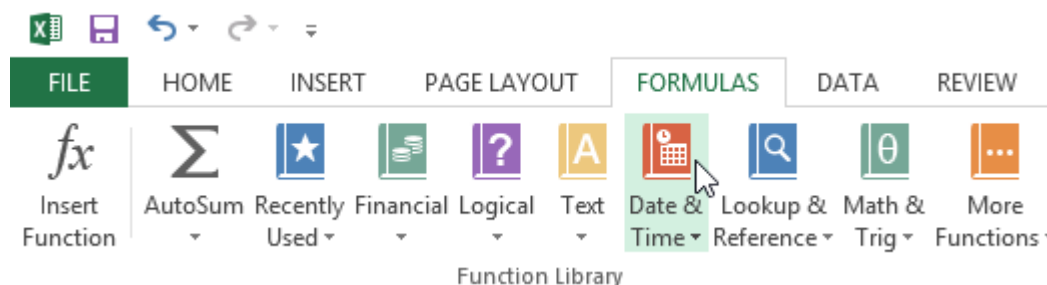 FILE HOME INSERT PAGE LAYOUT FORMULAS DATA REVIEW
Insert AutoSum Recently Financial Logical Text Date & Lookup & Math & More
Function Used Time Reference Trig Functions
Function Library